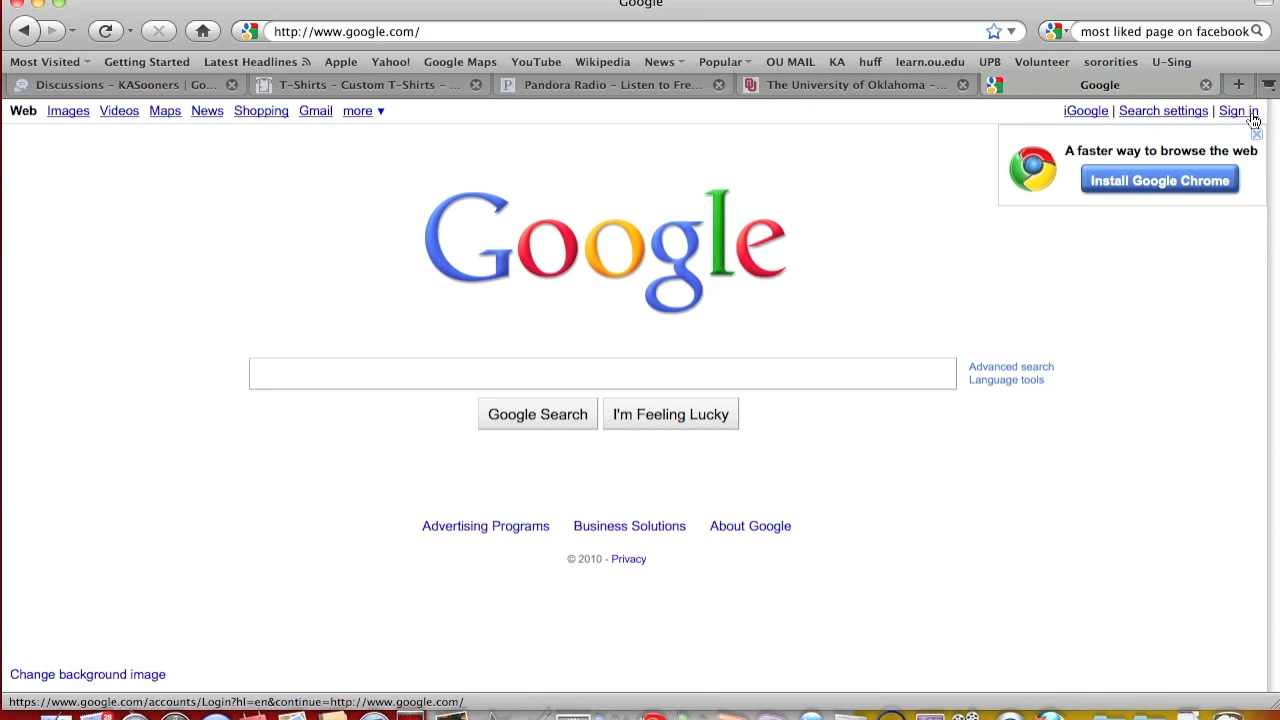 Google
http://www.google.com/
most liked page on facebook
Most Visited Getting Started Latest Headlines Apple Yahoo! Google Maps YouTube Wikipedia News Popular OU MAIL KA huff learn.ou.edu UPB Volunteer sororities U-Sing
Discussions – KASooners | Go... T-Shirts – Custom T-Shirts – ... Pandora Radio – Listen to Fre... The University of Oklahoma –... Google
Web Images Videos Maps News Shopping Gmail more ▼ iGoogle | Search settings | Sign in
A faster way to browse the web
Install Google Chrome
Google
Advanced search
Language tools
Google Search I'm Feeling Lucky
Advertising Programs Business Solutions About Google
© 2010 - Privacy
Change background image
https://www.google.com/accounts/Login?hl=en&continue=http://www.google.com/
28